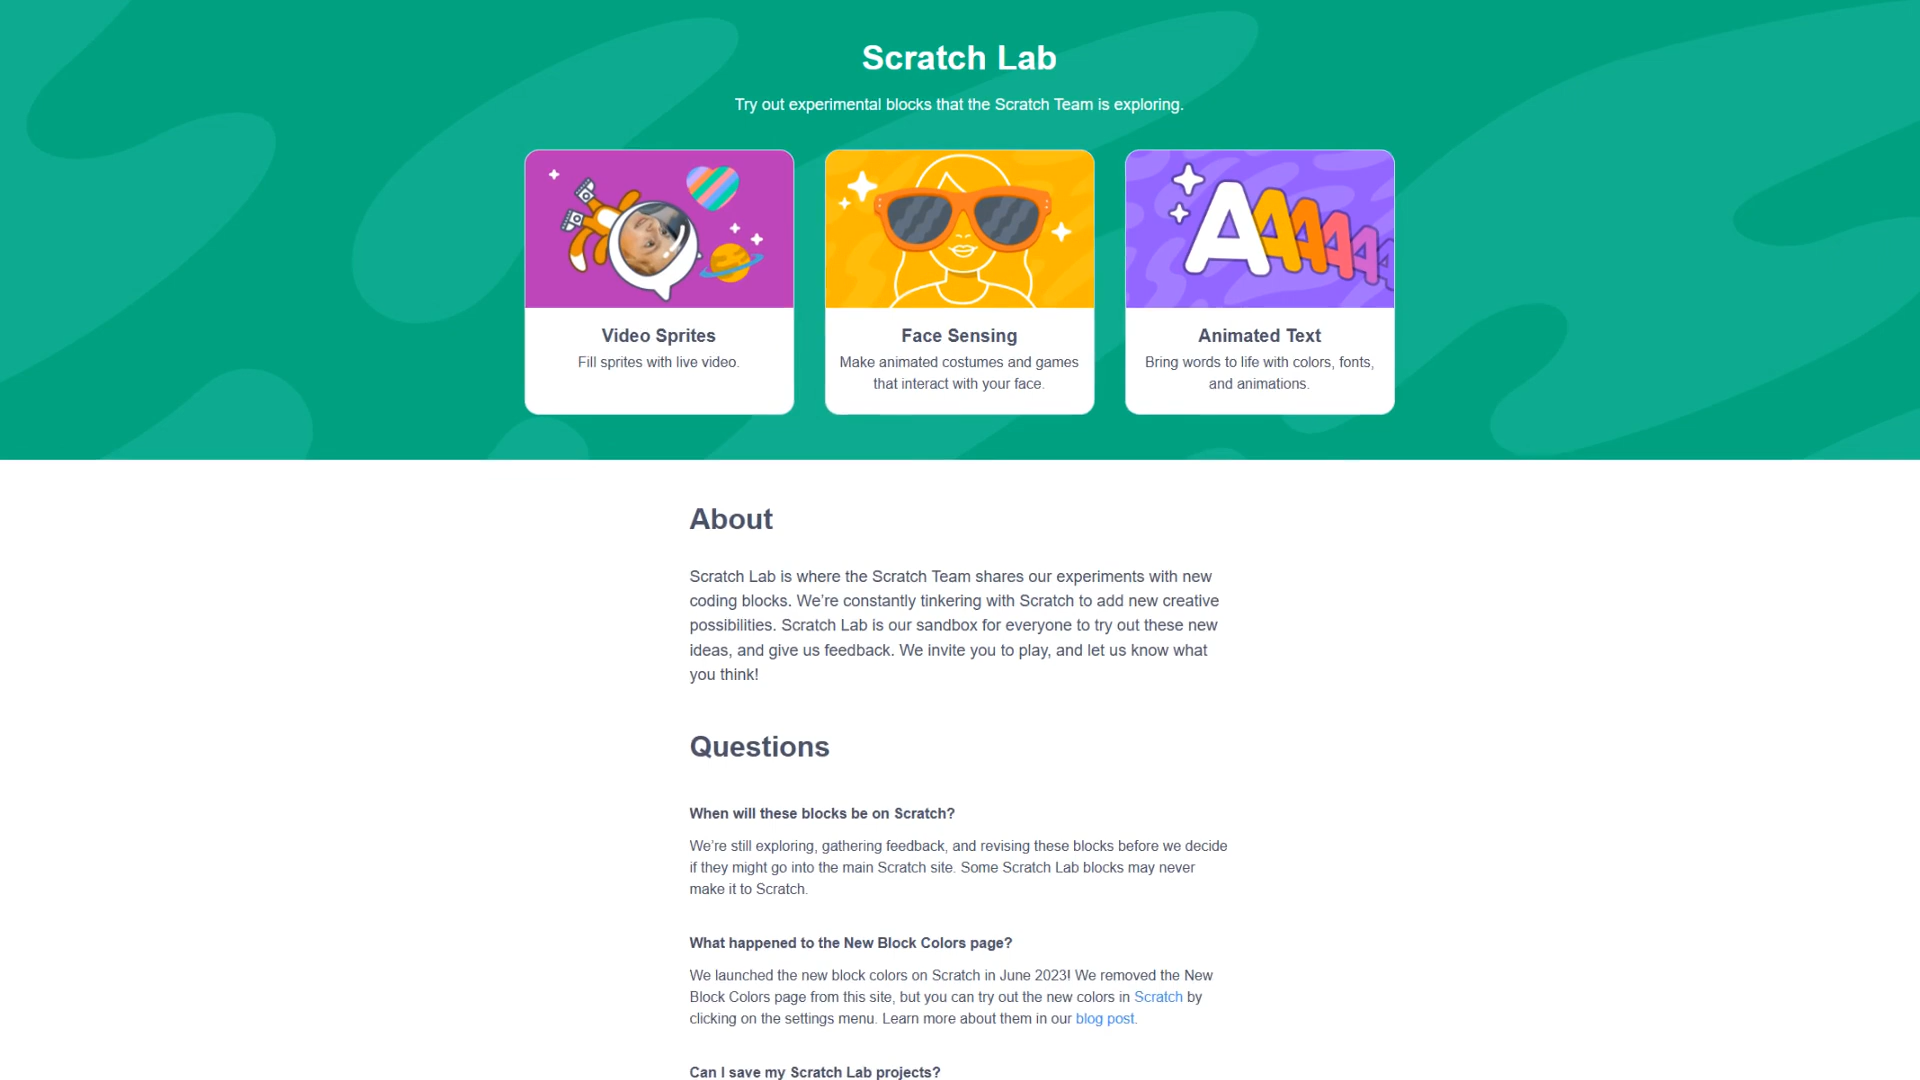 Scratch Lab
Try out experimental blocks that the Scratch Team is exploring.
Video Sprites
Fill sprites with live video.
Face Sensing
Make animated costumes and games
that interact with your face.
AAAAAA
Animated Text
Bring words to life with colors, fonts,
and animations.
About
Scratch Lab is where the Scratch Team shares our experiments with new
coding blocks. We’re constantly tinkering with Scratch to add new creative
possibilities. Scratch Lab is our sandbox for everyone to try out these new
ideas, and give us feedback. We invite you to play, and let us know what
you think!
Questions
When will these blocks be on Scratch?
We’re still exploring, gathering feedback, and revising these blocks before we decide
if they might go into the main Scratch site. Some Scratch Lab blocks may never
make it to Scratch.
What happened to the New Block Colors page?
We launched the new block colors on Scratch in June 2023! We removed the New
Block Colors page from this site, but you can try out the new colors in Scratch by
clicking on the settings menu. Learn more about them in our blog post.
Can I save my Scratch Lab projects?